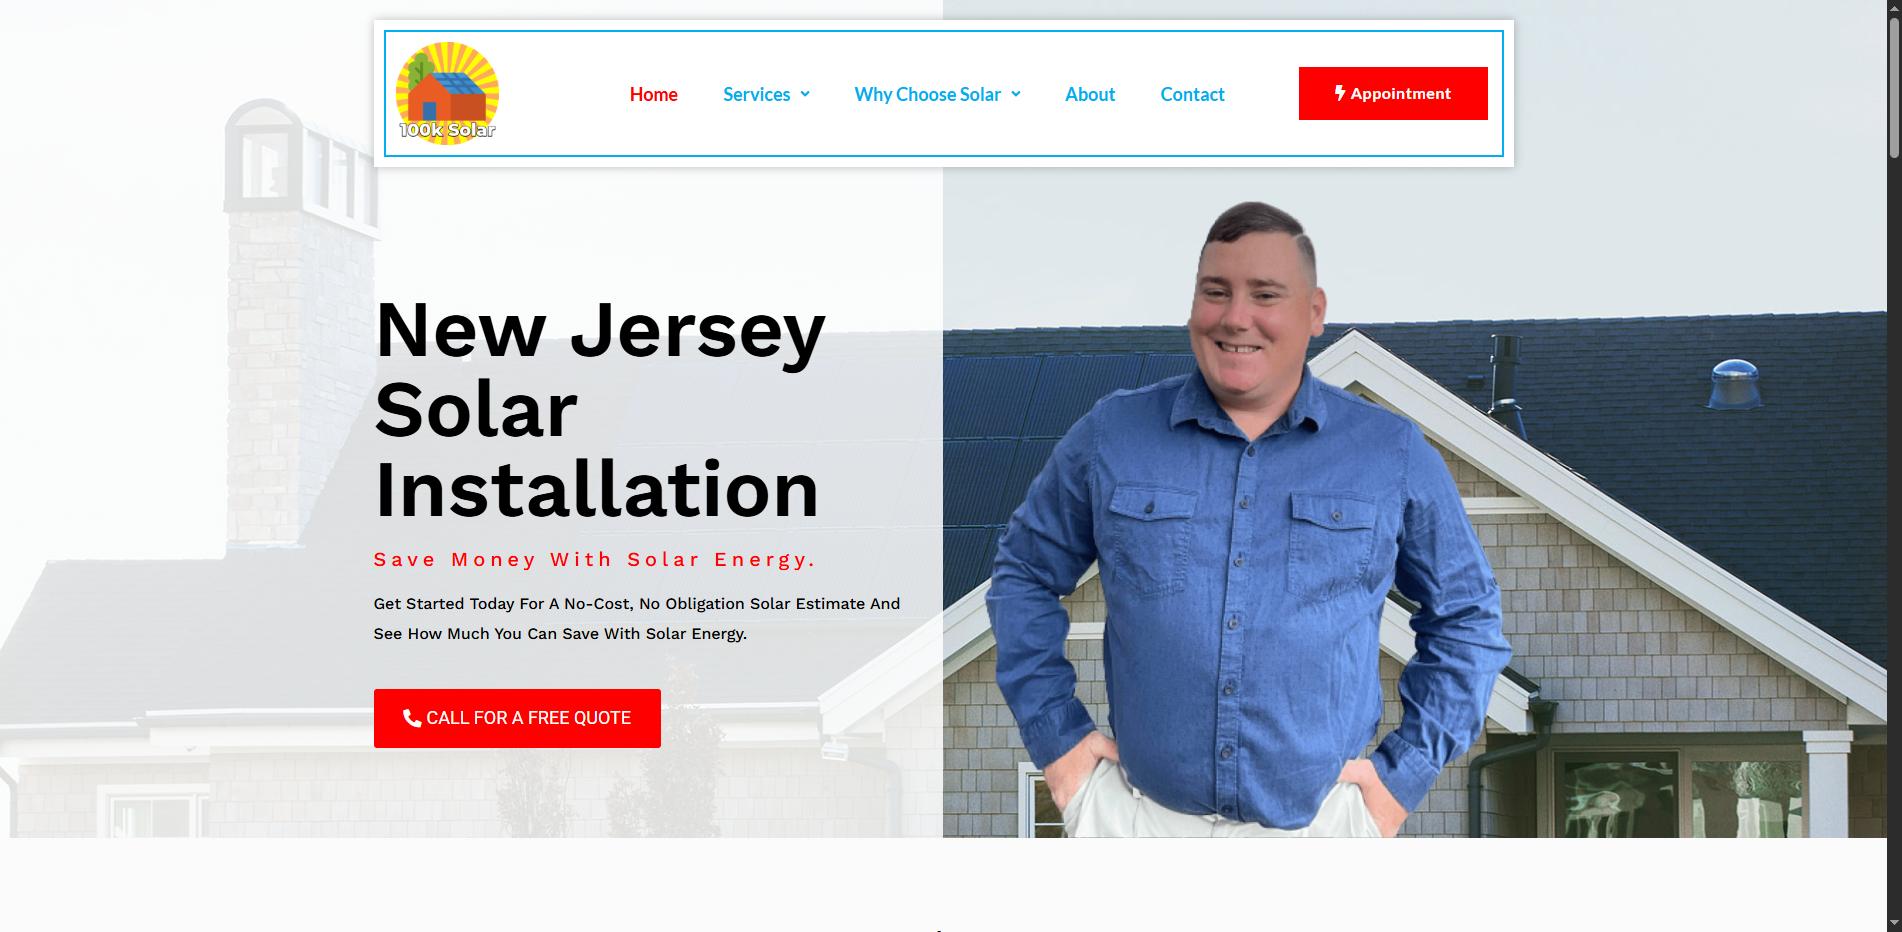 100k Solar
Home
Services
Why Choose Solar
About
Contact
Appointment
New Jersey
Solar
Installation
Save Money With Solar Energy.
Get Started Today For A No-Cost, No Obligation Solar Estimate And
See How Much You Can Save With Solar Energy.
CALL FOR A FREE QUOTE